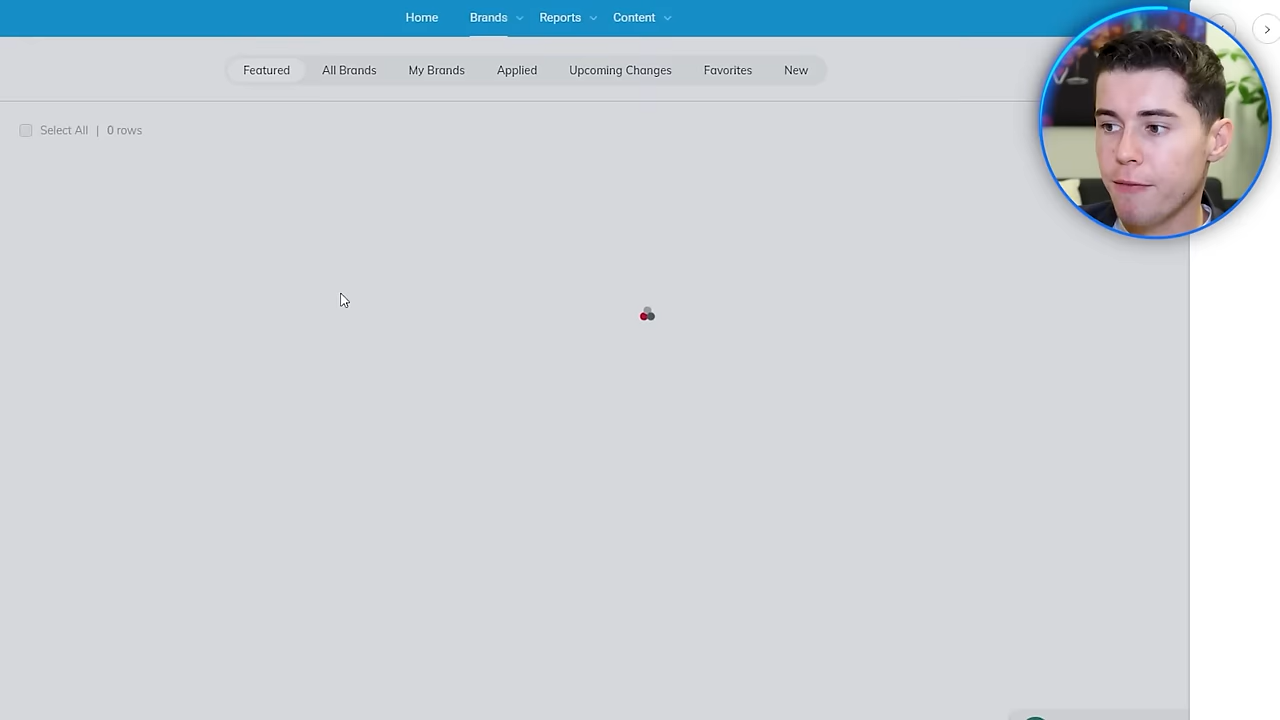 Home Brands Reports Content
Featured All Brands My Brands Applied Upcoming Changes Favorites New
Select All | 0 rows